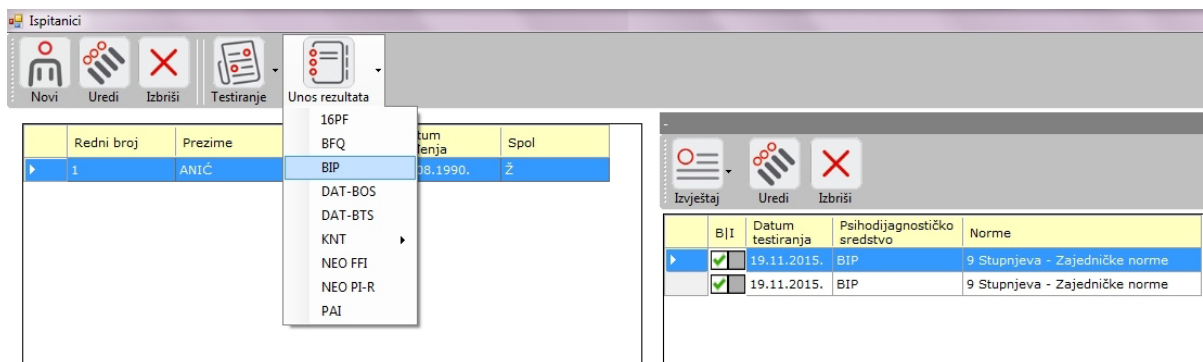 Ispitanici
Novi Uredi Izbriši Testiranje Unos rezultata
16PF
BFQ
BIP
DAT-BOS
DAT-BTS
KNT
NEO FFI
NEO PI-R
PAI
Redni broj Prezime Spol
1 ANIĆ 08.1990. Ž
-
Izvještaj Uredi Izbriši
B|I Datum testiranja Psihodijagnostičko sredstvo Norme
19.11.2015. BIP 9 Stupnjeva - Zajedničke norme
19.11.2015. BIP 9 Stupnjeva - Zajedničke norme